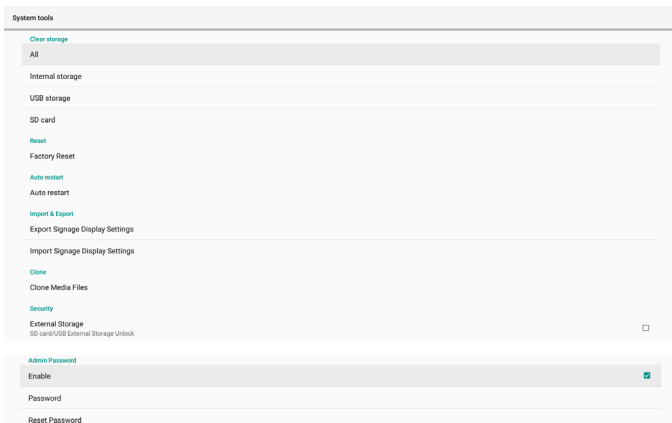 System tools
Clear storage
All
Internal storage
USB storage
SD card
Reset
Factory Reset
Auto restart
Auto restart
Import & Export
Export Signage Display Settings
Import Signage Display Settings
Clone
Clone Media Files
Security
External Storage
SD card/USB External Storage Unlock
Admin Password
Enable
Password
Reset Password